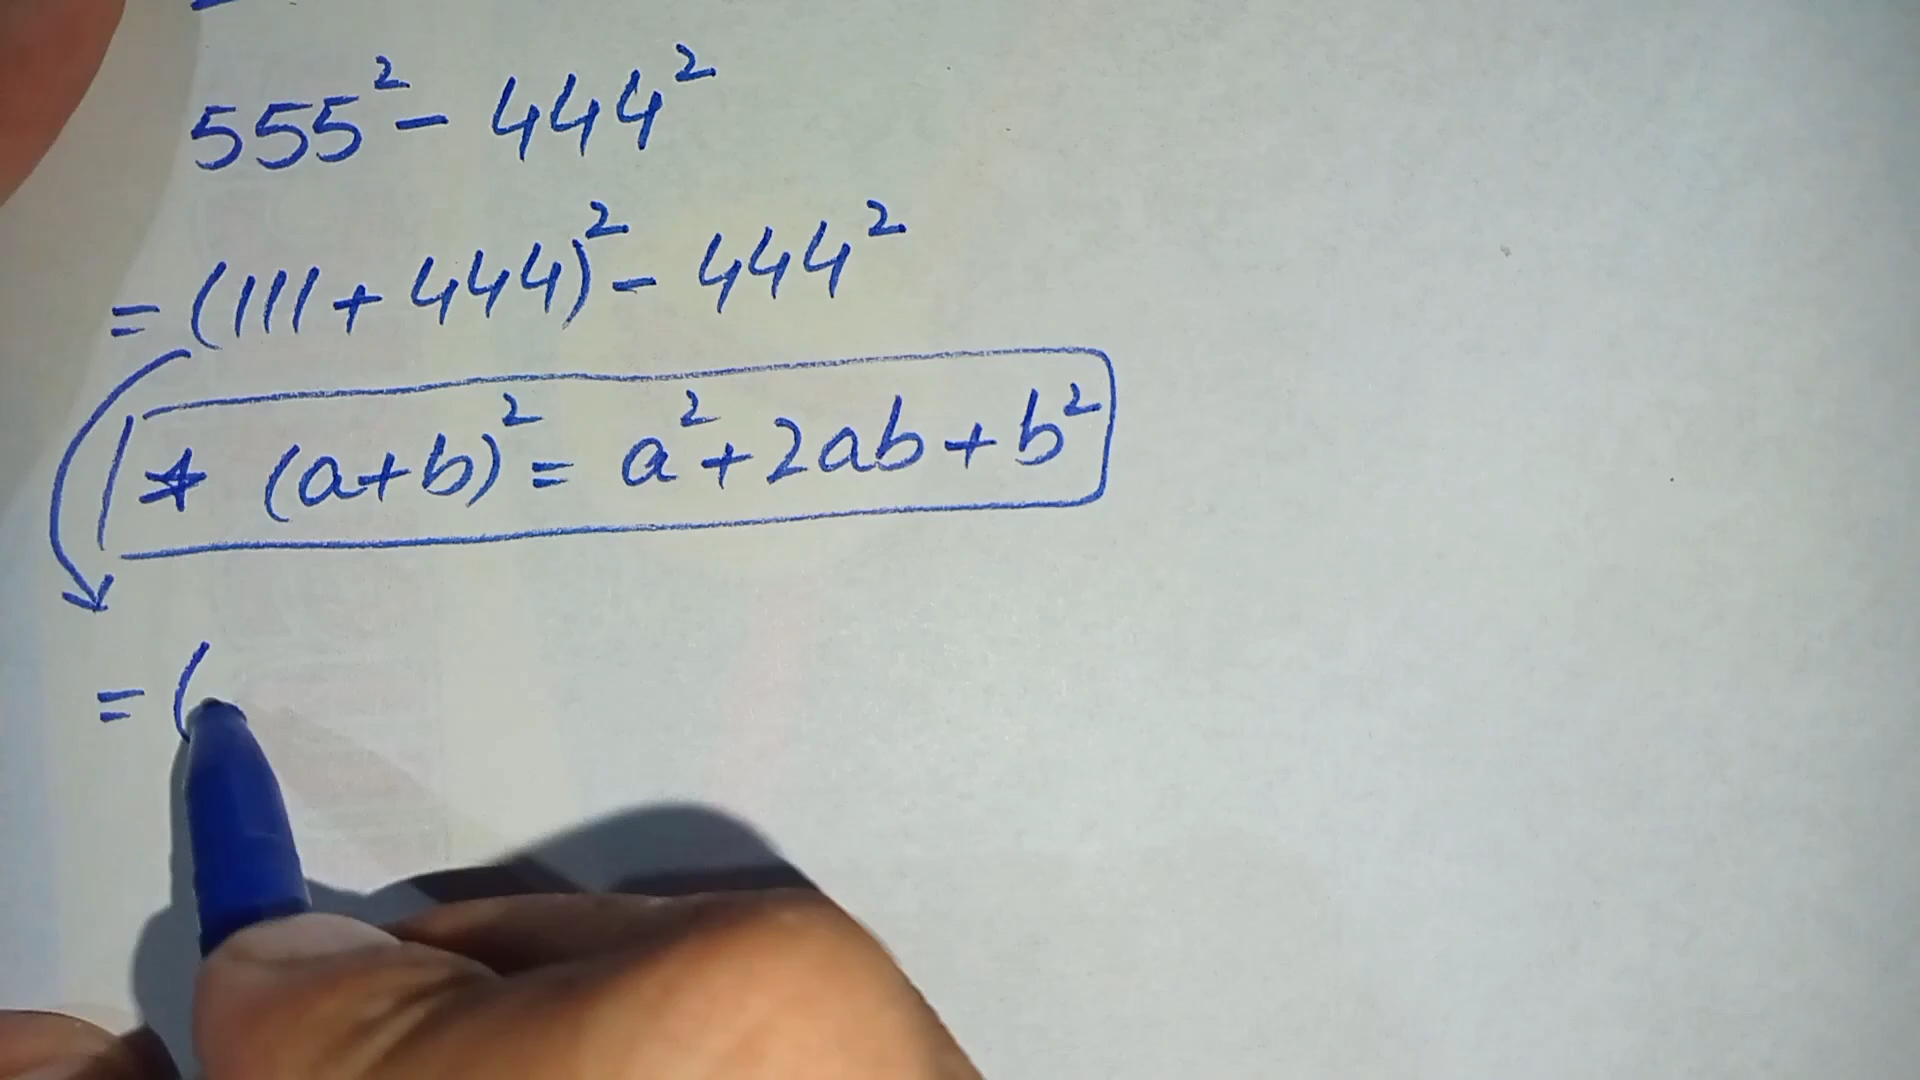 555² - 444²
= (111 + 444)² - 444²
* (a+b)² = a² + 2ab + b²
= (